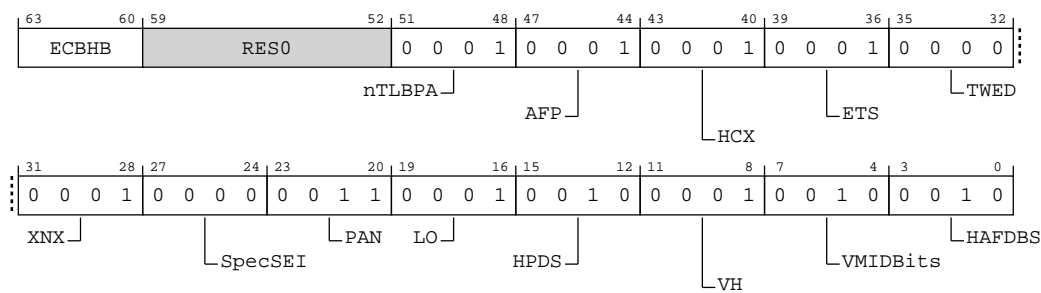 63 60 59 52 51 48 47 44 43 40 39 36 35 32
ECBHB RES0 0 0 0 1 0 0 0 1 0 0 0 1 0 0 0 1 0 0 0 0
nTLBPA TWED
AFP ETS
HCX
31 28 27 24 23 20 19 16 15 12 11 8 7 4 3 0
0 0 0 1 0 0 0 0 0 0 1 1 0 0 0 1 0 0 1 0 0 0 0 1 0 0 1 0 0 0 1 0
XNX PAN LO HAFDBS
SpecSEI HPDS VMIDBits
VH